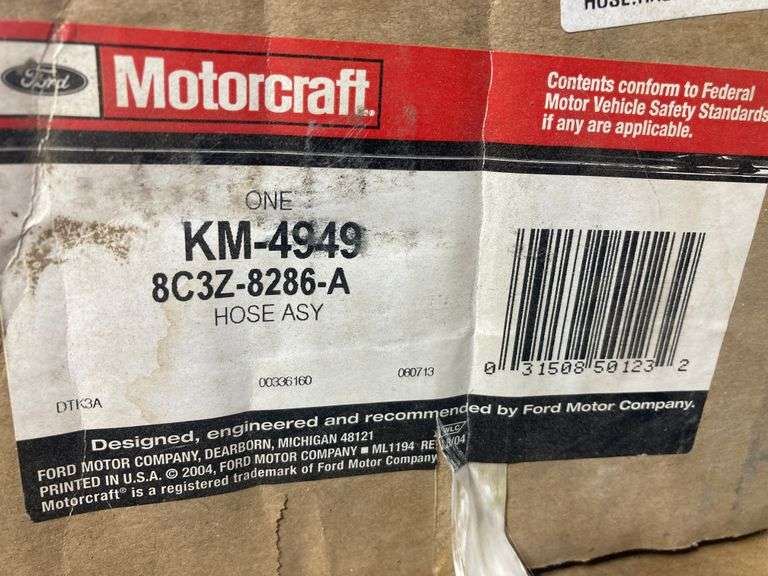 HOSE:
Ford
Motorcraft
Contents conform to Federal
Motor Vehicle Safety Standards
if any are applicable.
ONE
KM-4949
8C3Z-8286-A
HOSE ASY
DTK3A
00336160
080713
0 31508 50123 2
Designed, engineered and recommended by Ford Motor Company.
FORD MOTOR COMPANY, DEARBORN, MICHIGAN 48121
PRINTED IN U.S.A. © 2004, FORD MOTOR COMPANY ■ ML1194
Motorcraft® is a registered trademark of Ford Motor Company
WLC